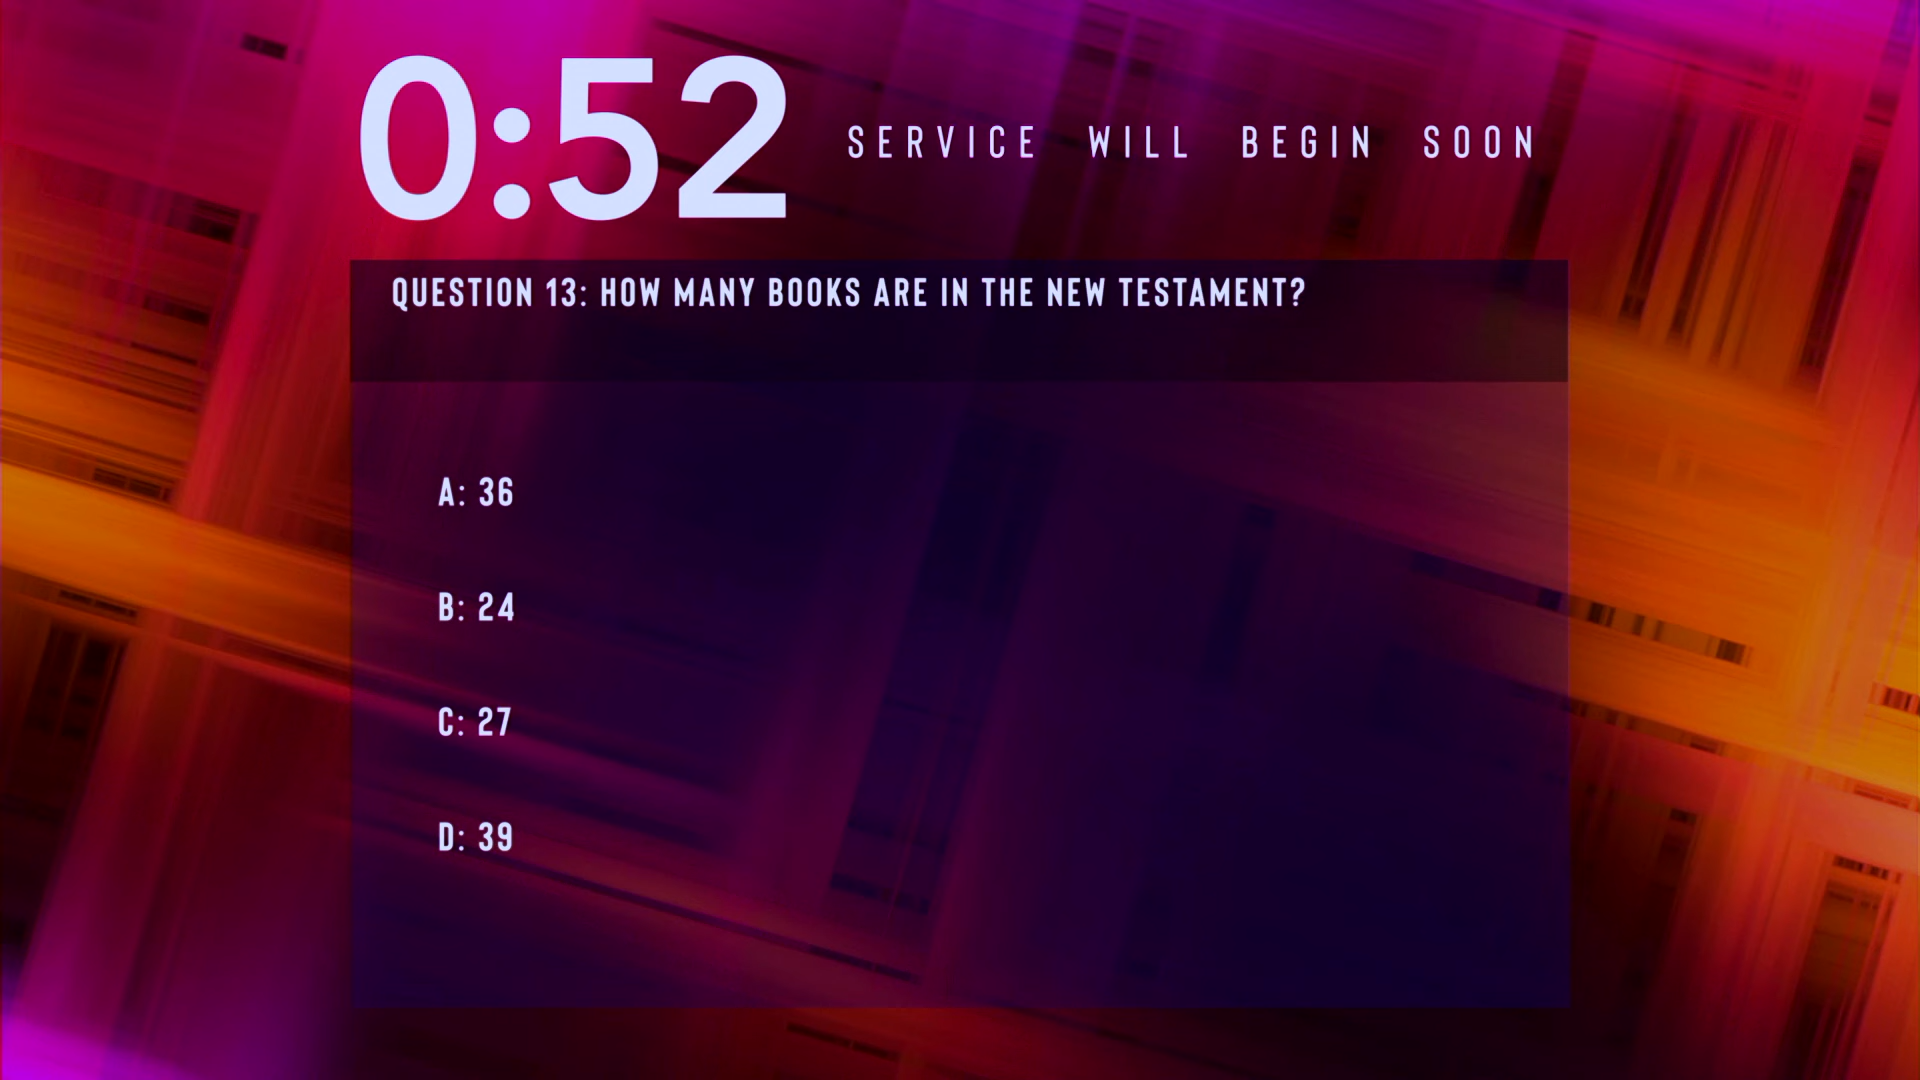 0:52 SERVICE WILL BEGIN SOON
QUESTION 13: HOW MANY BOOKS ARE IN THE NEW TESTAMENT?
A: 36
B: 24
C: 27
D: 39